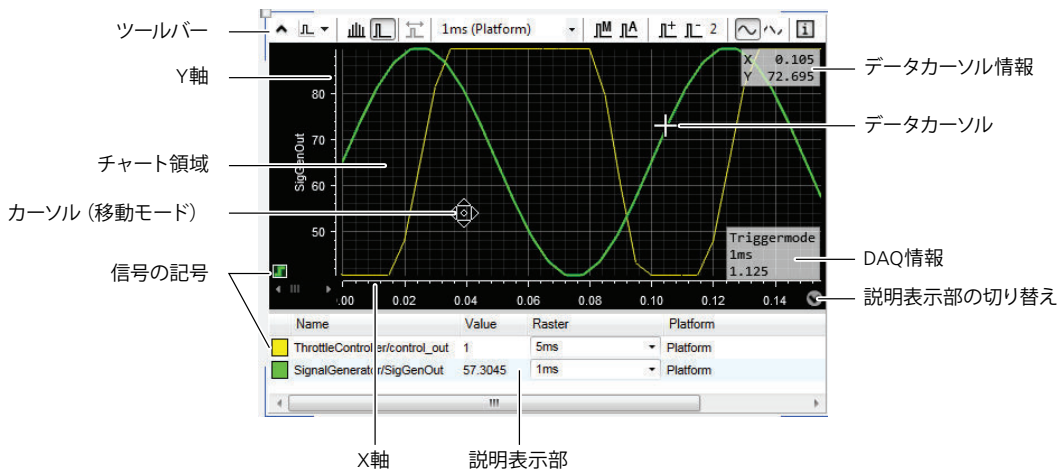 ツールバー
1ms (Platform)
M
A
2
Y軸
X 0.105
Y 72.695
データカーソル情報
80
データカーソル
70
チャート領域
SigGenOut
60
カーソル（移動モード）
50
Triggermode
1ms
1.125
DAQ情報
信号の記号
.00 0.02 0.04 0.06 0.08 0.10 0.12 0.14
説明表示部の切り替え
Name Value Raster Platform
ThrottleController/control_out 1 5ms Platform
SignalGenerator/SigGenOut 57.3045 1ms Platform
X軸
説明表示部